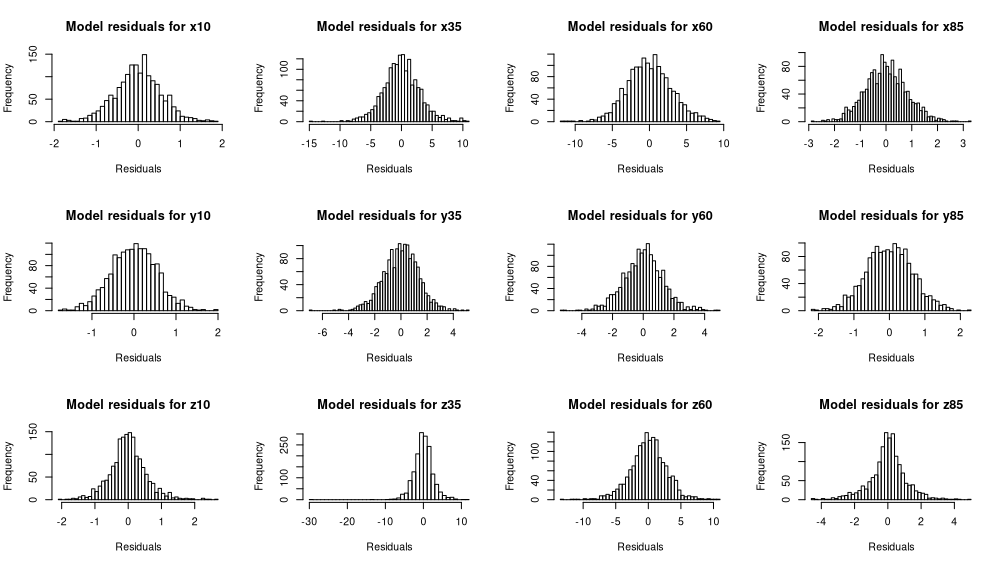 Model residuals for x10
Frequency
0 50 150
-2 -1 0 1 2
Residuals
Model residuals for x35
Frequency
0 40 100
-15 -10 -5 0 5 10
Residuals
Model residuals for x60
Frequency
0 40 80
-10 -5 0 5 10
Residuals
Model residuals for x85
Frequency
0 40 80
-3 -2 -1 0 1 2 3
Residuals
Model residuals for y10
Frequency
0 40 80
-1 0 1 2
Residuals
Model residuals for y35
Frequency
0 40 80
-6 -4 -2 0 2 4
Residuals
Model residuals for y60
Frequency
0 40 80
-4 -2 0 2 4
Residuals
Model residuals for y85
Frequency
0 40 80
-2 -1 0 1 2
Residuals
Model residuals for z10
Frequency
0 50 150
-2 -1 0 1 2
Residuals
Model residuals for z35
Frequency
0 100 250
-30 -20 -10 0 10
Residuals
Model residuals for z60
Frequency
0 40 100
-10 -5 0 5 10
Residuals
Model residuals for z85
Frequency
0 50 150
-4 -2 0 2 4
Residuals